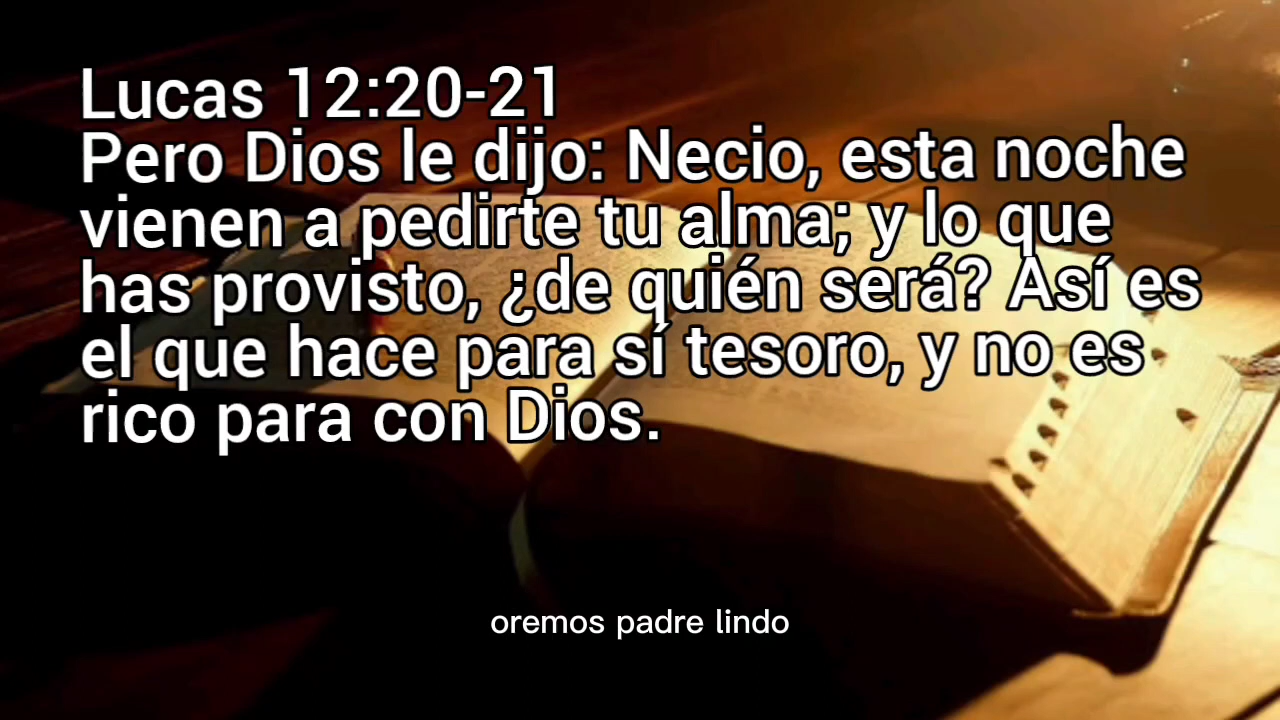 Lucas 12:20-21
Pero Dios le dijo: Necio, esta noche
vienen a pedirte tu alma; y lo que
has provisto, ¿de quién será? Así es
el que hace para sí tesoro, y no es
rico para con Dios.
oremos padre lindo